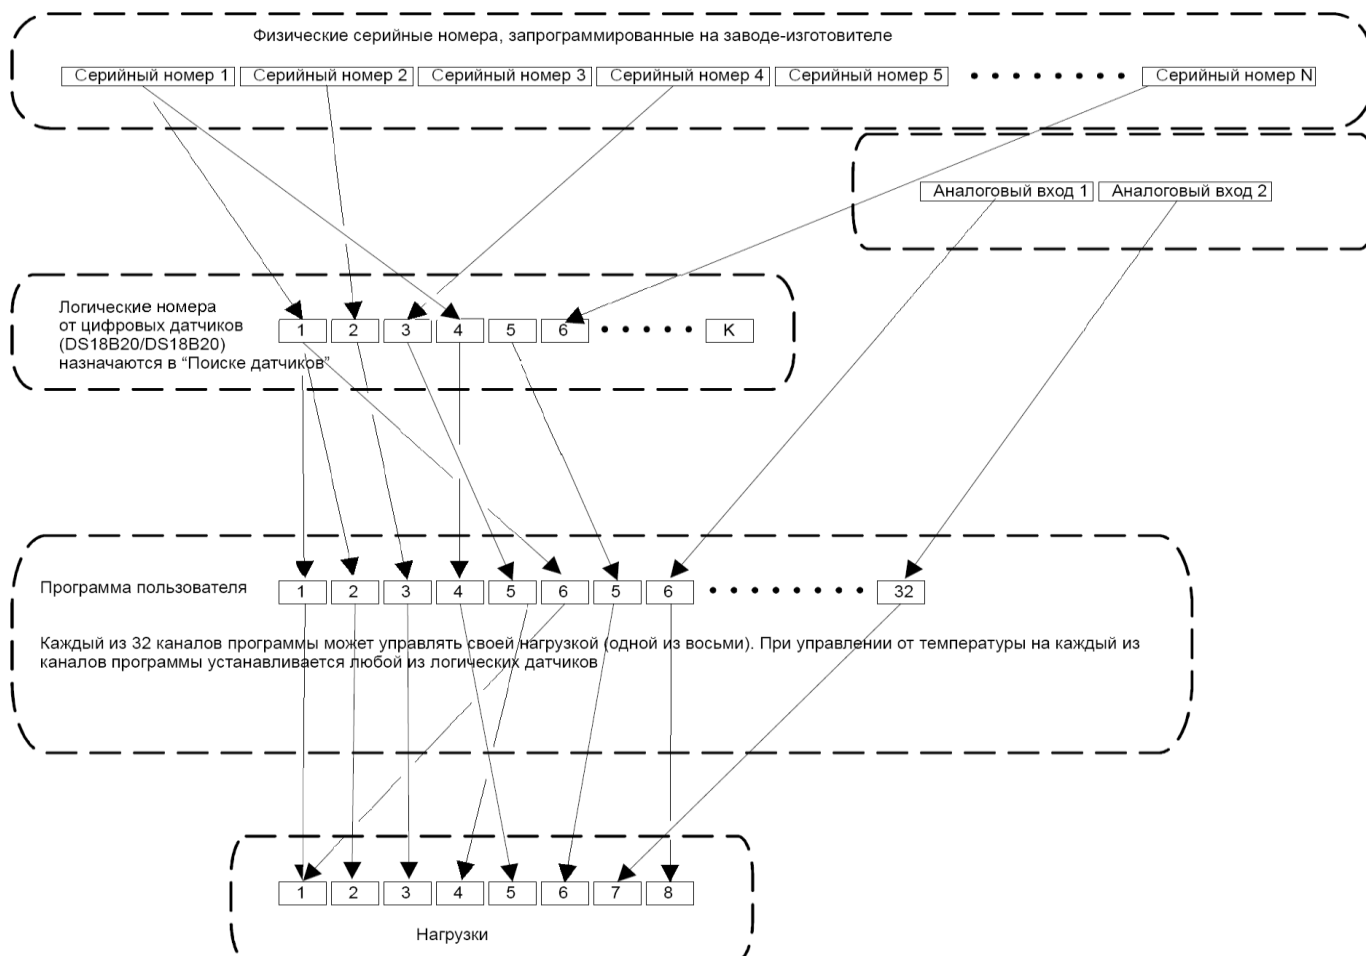 Физические серийные номера, запрограммированные на заводе-изготовителе
Серийный номер 1 Серийный номер 2 Серийный номер 3 Серийный номер 4 Серийный номер 5 Серийный номер N
Аналоговый вход 1 Аналоговый вход 2
Логические номера
от цифровых датчиков
(DS18B20/DS18B20)
назначаются в “Поиске датчиков”
1 2 3 4 5 6 K
Программа пользователя
1 2 3 4 5 6 5 6 32
Каждый из 32 каналов программы может управлять своей нагрузкой (одной из восьми). При управлении от температуры на каждый из
каналов программы устанавливается любой из логических датчиков
1 2 3 4 5 6 7 8
Нагрузки